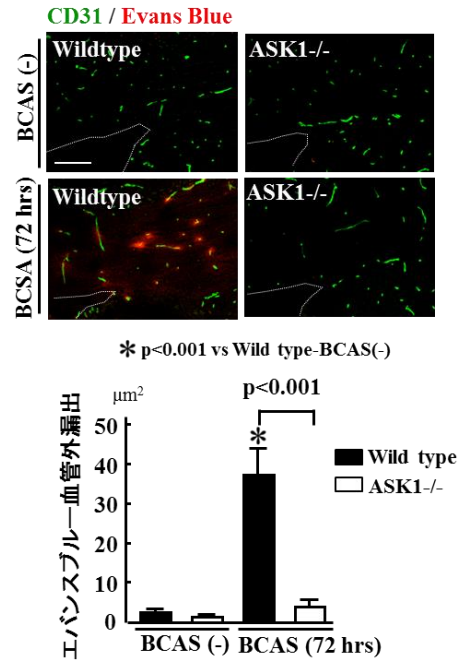 CD31 / Evans Blue
BCAS (-)
Wildtype
ASK1-/-
BCSA (72 hrs)
Wildtype
ASK1-/-
* p<0.001 vs Wild type-BCAS(-)
μm²
p<0.001
エバンスブルー血管外漏出
50
40
30
20
10
0
*
Wild type
ASK1-/-
BCAS (-)
BCAS (72 hrs)